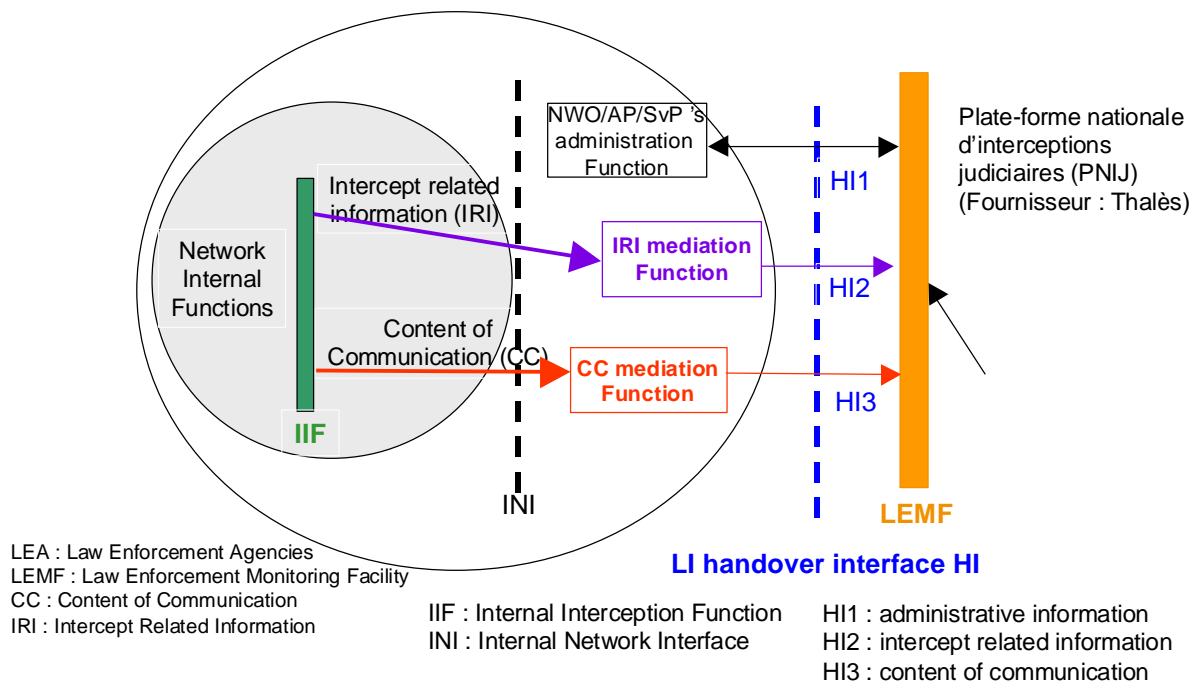 NWO/AP/SvP 's
administration
Function
Plate-forme nationale
d'interceptions
judiciaires (PNIJ)
(Fournisseur : Thalès)
HI1
Intercept related
information (IRI)
Network
Internal
Functions
IRI mediation
Function
HI2
Content of
Communication (CC)
CC mediation
Function
HI3
IIF
INI
LEMF
LI handover interface HI
LEA : Law Enforcement Agencies
LEMF : Law Enforcement Monitoring Facility
CC : Content of Communication
IRI : Intercept Related Information
IIF : Internal Interception Function
INI : Internal Network Interface
HI1 : administrative information
HI2 : intercept related information
HI3 : content of communication